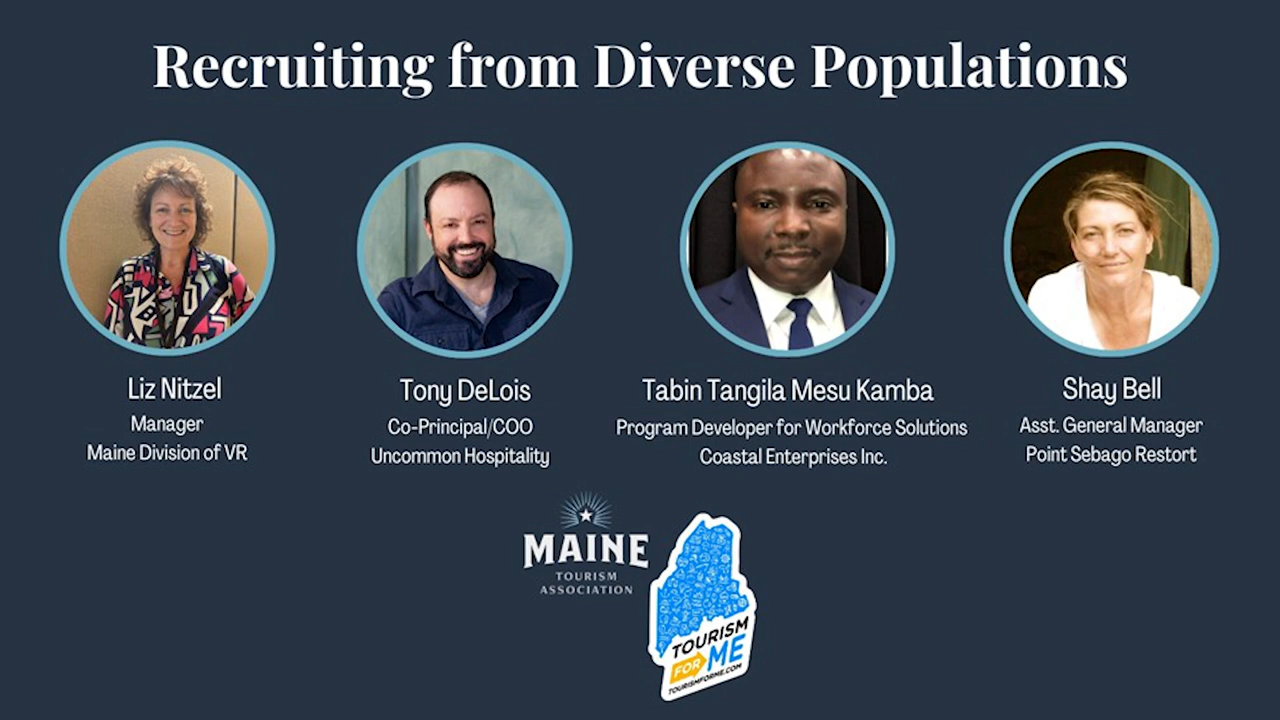 Recruiting from Diverse Populations
Liz Nitzel
Manager
Maine Division of VR
Tony DeLois
Co-Principal/COO
Uncommon Hospitality
Tabin Tangila Mesu Kamba
Program Developer for Workforce Solutions
Coastal Enterprises Inc.
Shay Bell
Asst. General Manager
Point Sebago Restort
MAINE
TOURISM
ASSOCIATION
TOURISM
FOR ME
TOURISMFORME.COM